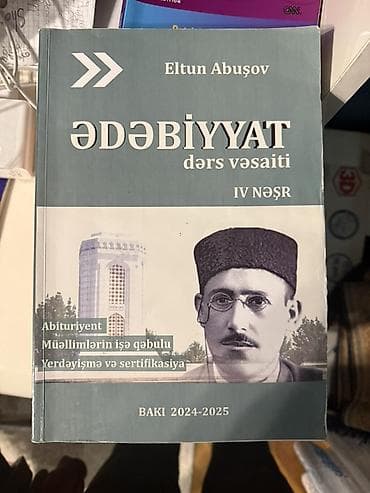 Eltun Abuşov
ƏDƏBİYYAT
dərs vəsaiti
IV NƏŞR
Abituriyent
Müəllimlərin işə qəbulu
Yerdəyişmə və sertifikasiya
BAKI 2024-2025